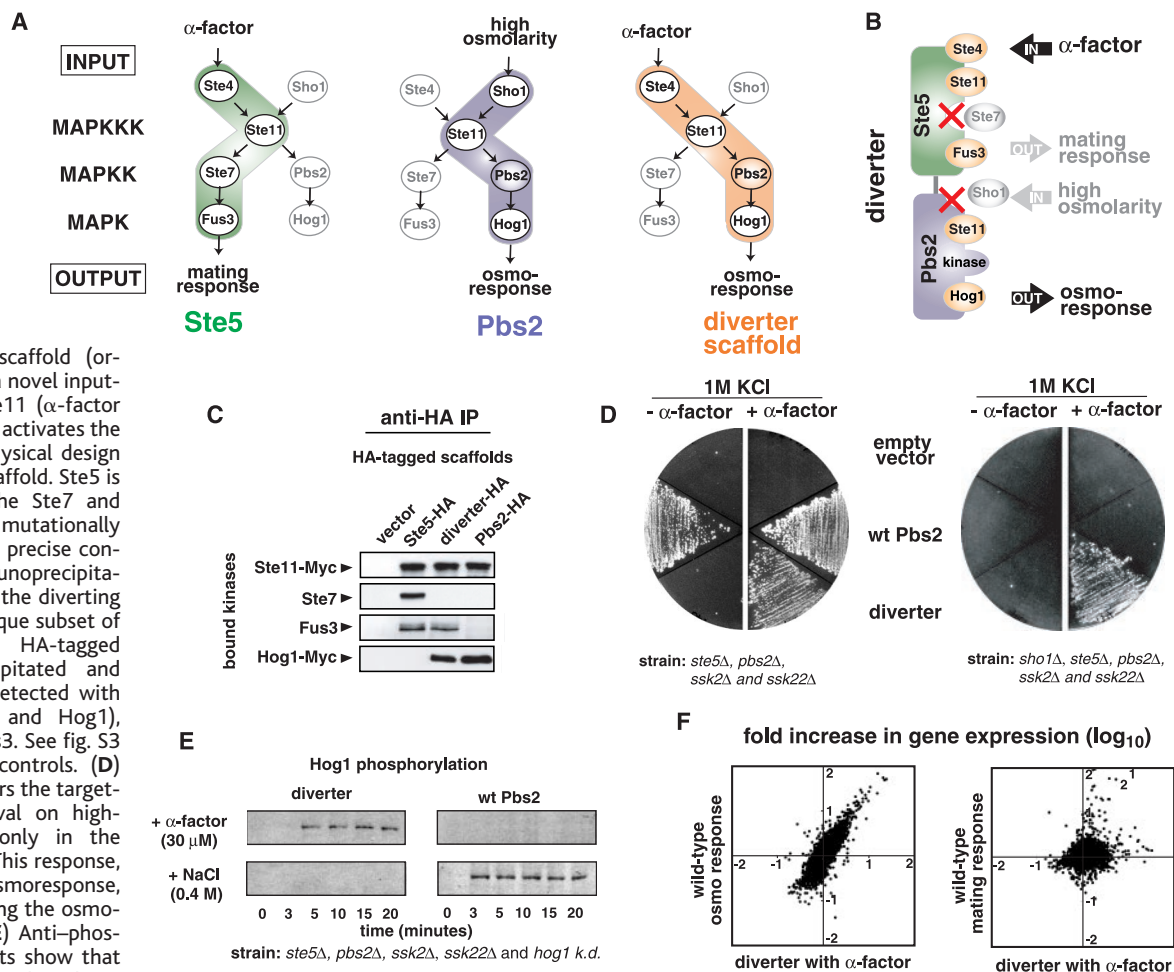 A
INPUT
MAPKKK
MAPKK
MAPK
OUTPUT
α-factor
Ste4
Sho1
Ste11
Ste7
Pbs2
Fus3
Hog1
mating
response
Ste5
high
osmolarity
Ste4
Sho1
Ste11
Ste7
Pbs2
Fus3
Hog1
osmo-
response
Pbs2
α-factor
Ste4
Sho1
Ste11
Ste7
Pbs2
Fus3
Hog1
osmo-
response
diverter
scaffold
B
diverter
Ste5
Pbs2
Ste4
IN
α-factor
Ste11
Ste7
Fus3
OUT
mating
response
Sho1
IN
high
osmolarity
Ste11
kinase
Hog1
OUT
osmo-
response
scaffold (or-
novel input-
e11 (α-factor
activates the
ysical design
affold. Ste5 is
he Ste7 and
mutationally
precise con-
unoprecipita-
the diverting
que subset of
HA-tagged
pitated and
etected with
and Hog1),
s3. See fig. S3
controls. (D)
rs the target-
val on high-
only in the
This response,
smoresponse,
ng the osmo-
E) Anti–phos-
ts show that
C
anti-HA IP
HA-tagged scaffolds
vector
Ste5-HA
diverter-HA
Pbs2-HA
bound kinases
Ste11-Myc
Ste7
Fus3
Hog1-Myc
D
1M KCl
- α-factor + α-factor
1M KCl
- α-factor + α-factor
empty
vector
wt Pbs2
diverter
strain: ste5Δ, pbs2Δ,
ssk2Δ and ssk22Δ
strain: sho1Δ, ste5Δ, pbs2Δ,
ssk2Δ and ssk22Δ
E
Hog1 phosphorylation
diverter wt Pbs2
+ α-factor
(30 μM)
+ NaCl
(0.4 M)
0 3 5 10 15 20 0 3 5 10 15 20
time (minutes)
strain: ste5Δ, pbs2Δ, ssk2Δ, ssk22Δ and hog1 k.d.
F
fold increase in gene expression (log10)
wild-type
osmo response
2
1
-2 -1 1 2
-1
-2
diverter with α-factor
wild-type
mating response
2 2
1 1
-2 -1
-1
-2
diverter with α-factor